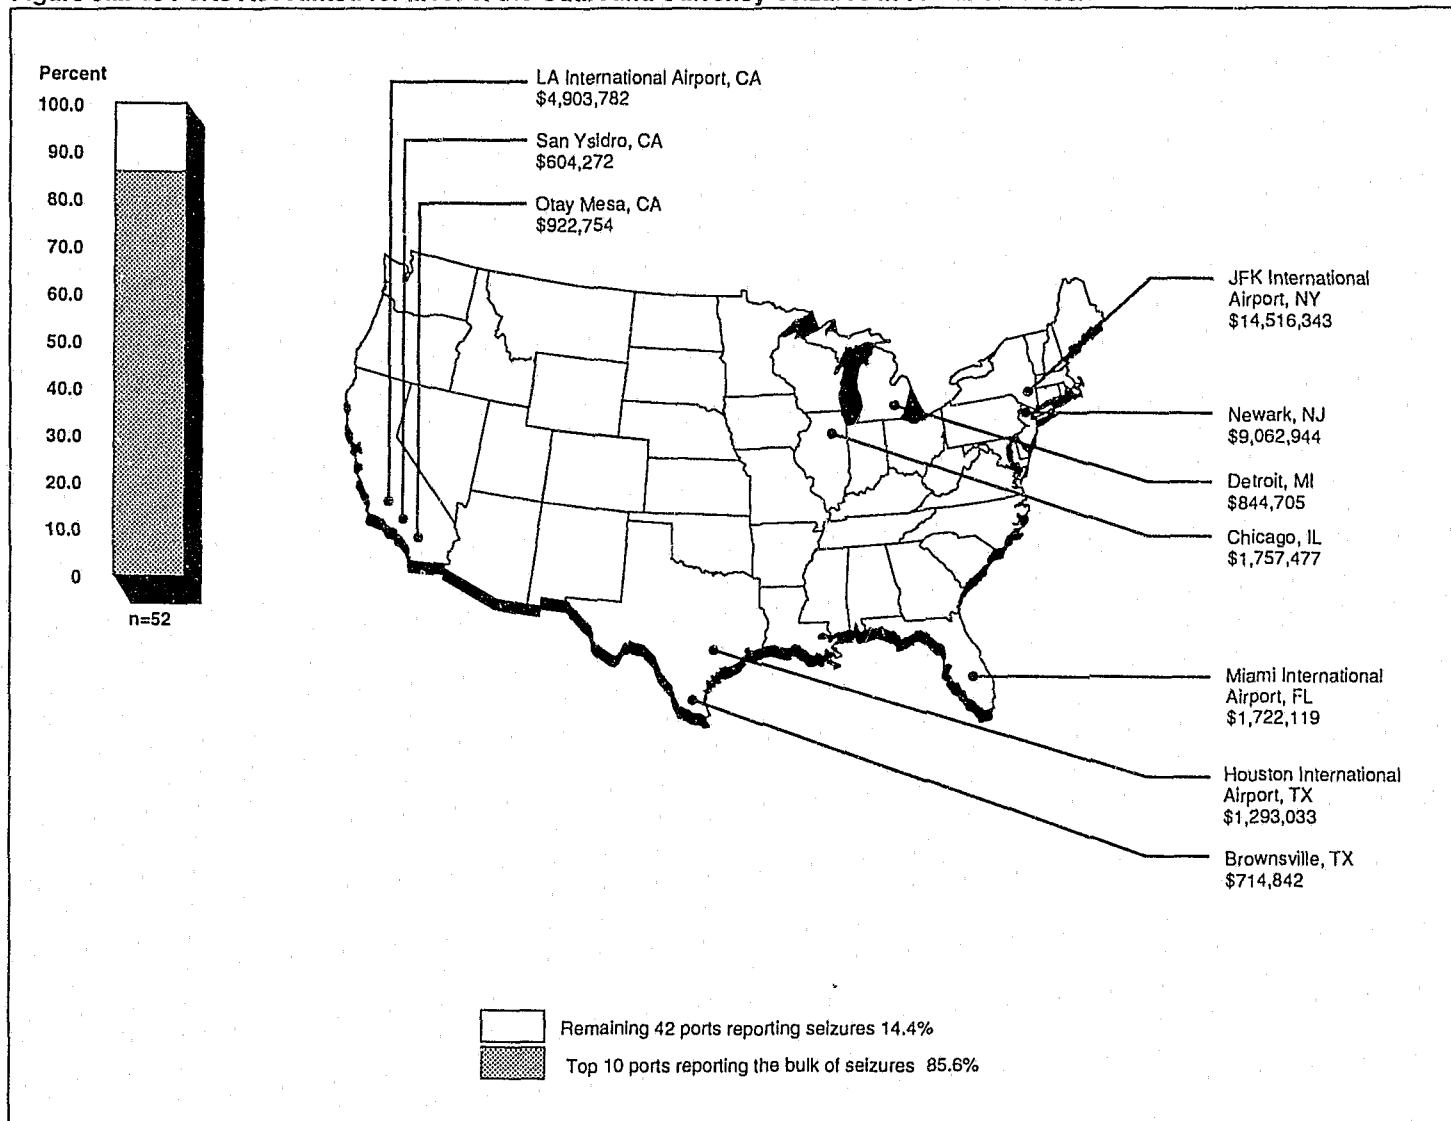 Percent
100.0
90.0
80.0
70.0
60.0
50.0
40.0
30.0
20.0
10.0
0
n=52
LA International Airport, CA
$4,903,782
San Ysidro, CA
$604,272
Otay Mesa, CA
$922,754
JFK International
Airport, NY
$14,516,343
Newark, NJ
$9,062,944
Detroit, MI
$844,705
Chicago, IL
$1,757,477
Miami International
Airport, FL
$1,722,119
Houston International
Airport, TX
$1,293,033
Brownsville, TX
$714,842
Remaining 42 ports reporting seizures 14.4%
Top 10 ports reporting the bulk of seizures 85.6%